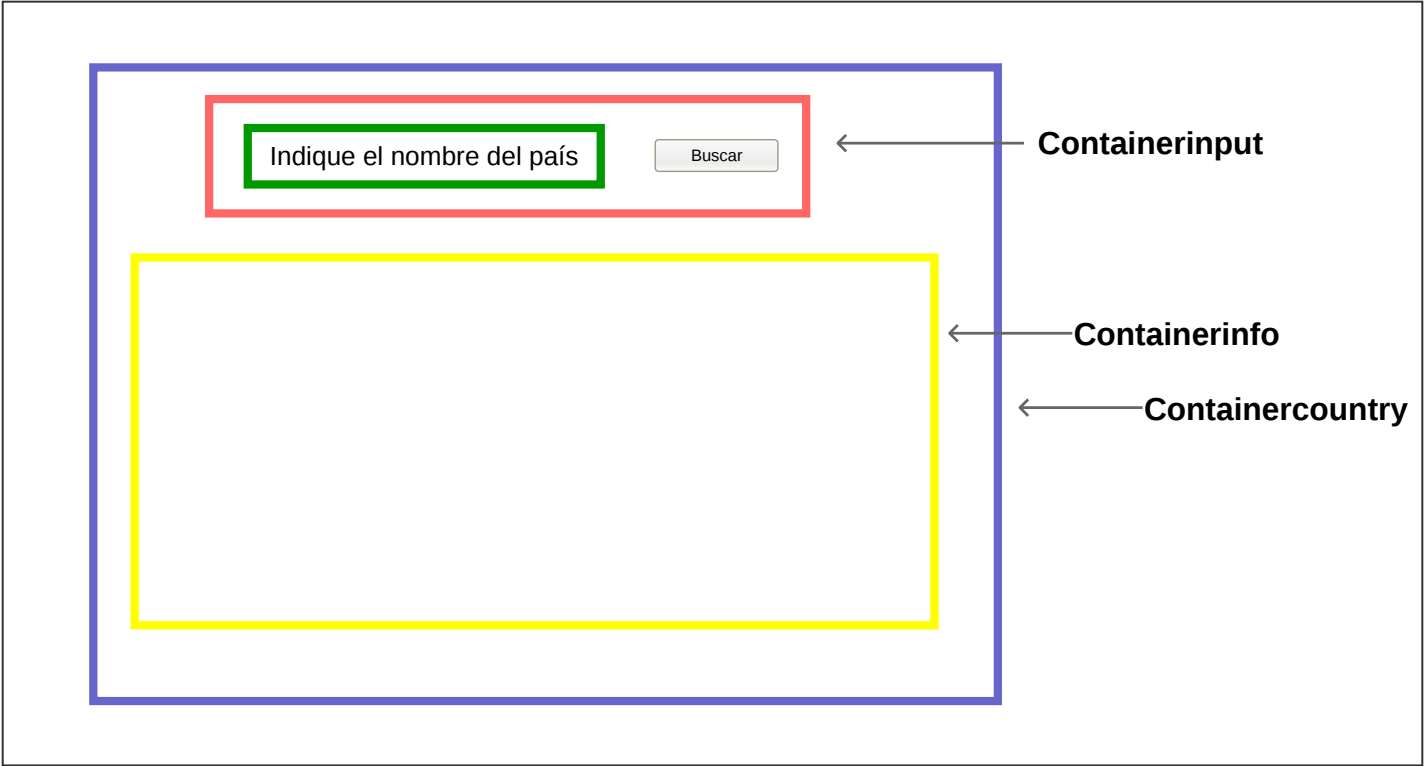 Indique el nombre del país
Buscar
Containerinput
Containerinfo
Containercountry